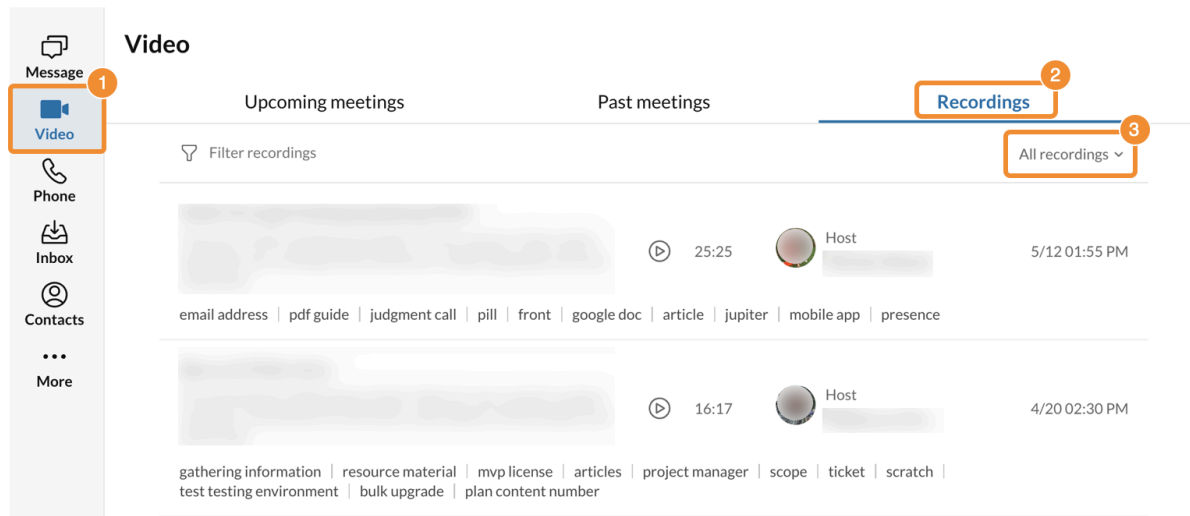 Video
Message
1
Video
Phone
Inbox
Contacts
More
Upcoming meetings
Past meetings
2
Recordings
3
Filter recordings
All recordings
25:25
Host
5/12 01:55 PM
email address | pdf guide | judgment call | pill | front | google doc | article | jupiter | mobile app | presence
16:17
Host
4/20 02:30 PM
gathering information | resource material | mvp license | articles | project manager | scope | ticket | scratch |
test testing environment | bulk upgrade | plan content number